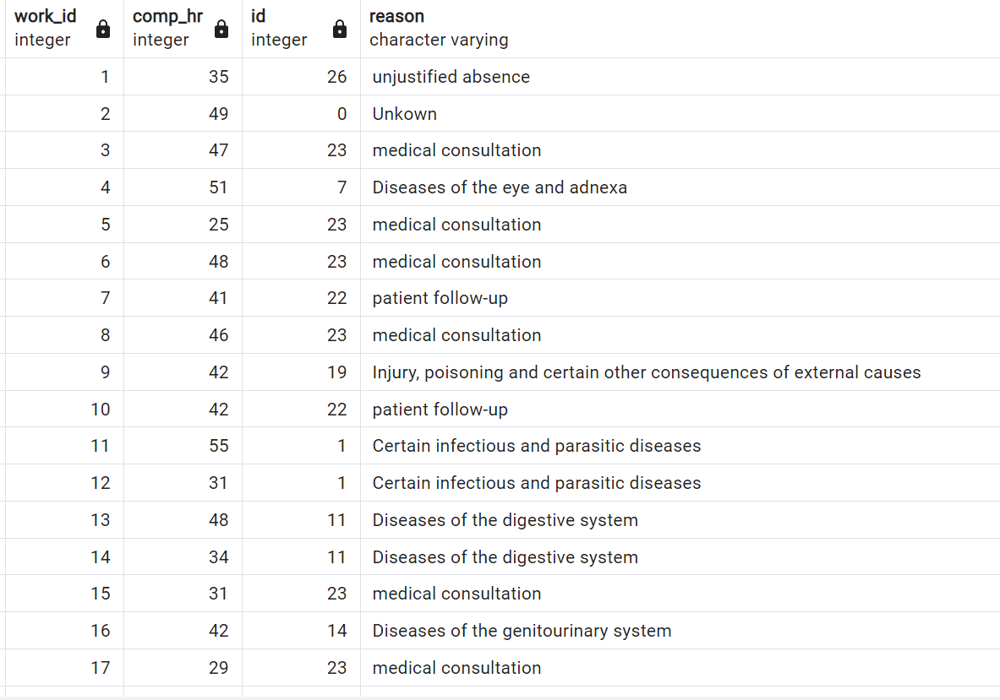 work_id comp_hr id reason
integer integer integer character varying
1 35 26 unjustified absence
2 49 0 Unkown
3 47 23 medical consultation
4 51 7 Diseases of the eye and adnexa
5 25 23 medical consultation
6 48 23 medical consultation
7 41 22 patient follow-up
8 46 23 medical consultation
9 42 19 Injury, poisoning and certain other consequences of external causes
10 42 22 patient follow-up
11 55 1 Certain infectious and parasitic diseases
12 31 1 Certain infectious and parasitic diseases
13 48 11 Diseases of the digestive system
14 34 11 Diseases of the digestive system
15 31 23 medical consultation
16 42 14 Diseases of the genitourinary system
17 29 23 medical consultation